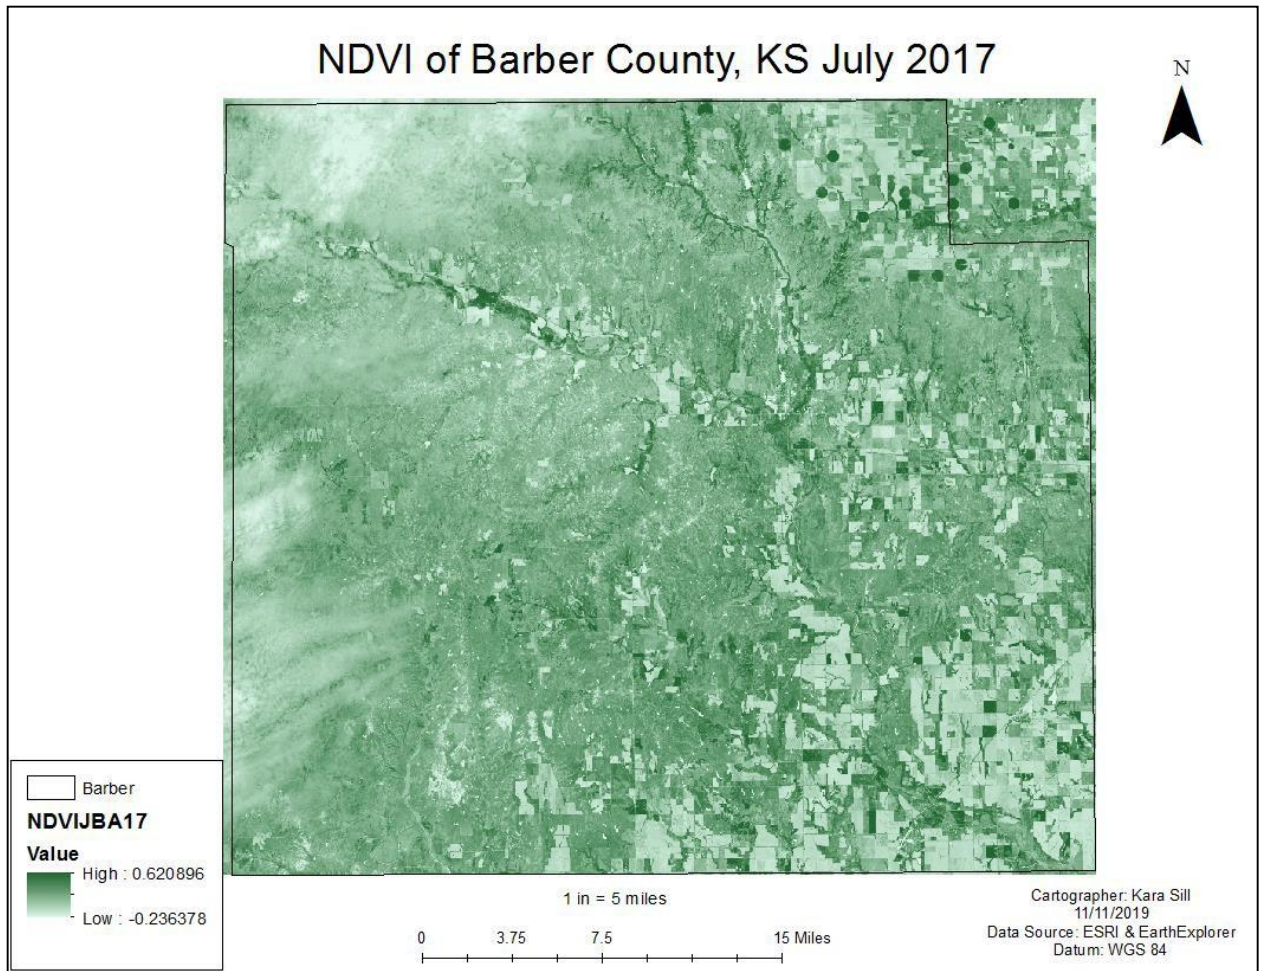 NDVI of Barber County, KS July 2017
N
Barber
NDVIJBA17
Value
High : 0.620896
Low : -0.236378
1 in = 5 miles
0 3.75 7.5 15 Miles
Cartographer: Kara Sill
11/11/2019
Data Source: ESRI & EarthExplorer
Datum: WGS 84